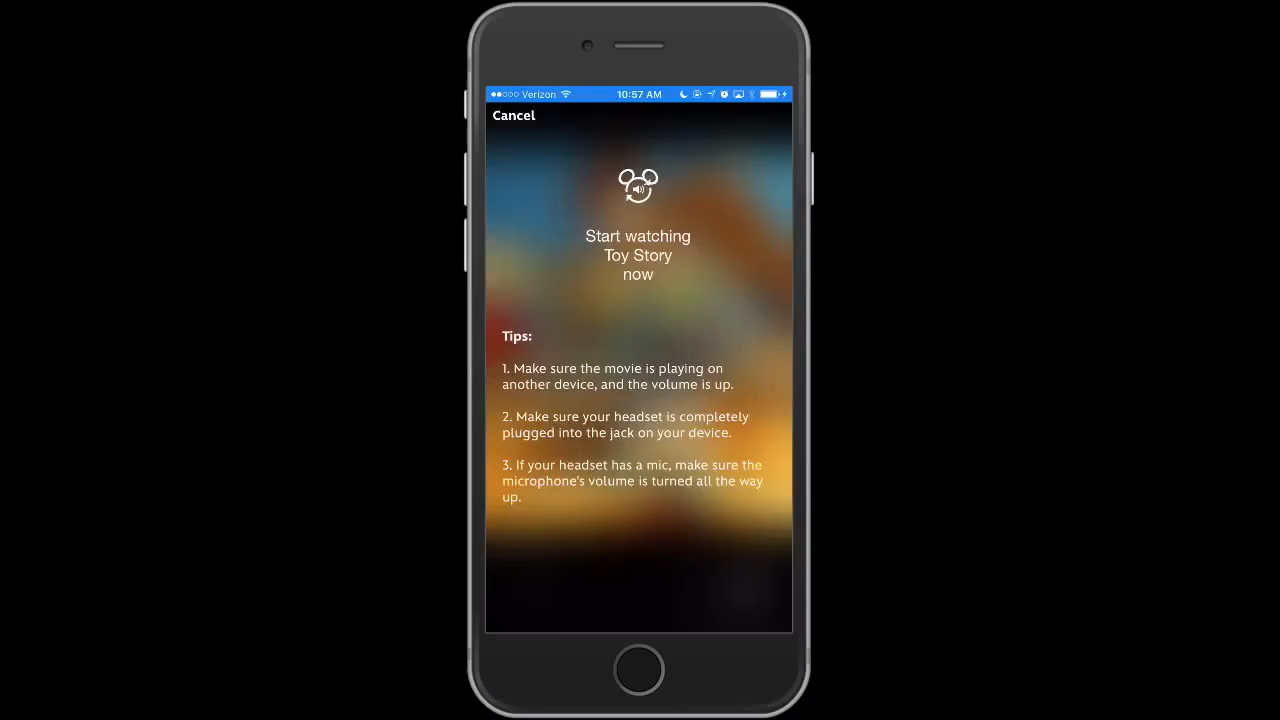 Verizon 10:57 AM
Cancel
Start watching
Toy Story
now
Tips:
1. Make sure the movie is playing on
another device, and the volume is up.
2. Make sure your headset is completely
plugged into the jack on your device.
3. If your headset has a mic, make sure the
microphone's volume is turned all the way
up.